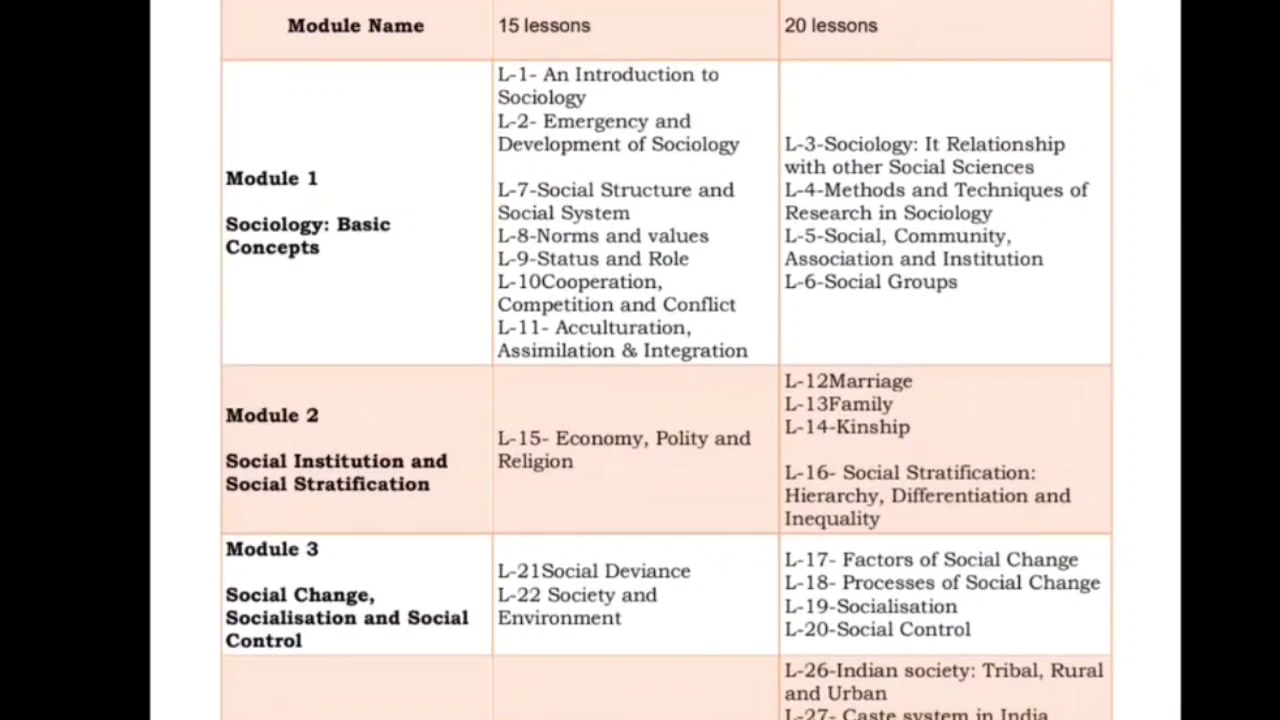 Module Name
15 lessons
20 lessons
Module 1
Sociology: Basic
Concepts
L-1- An Introduction to
Sociology
L-2- Emergency and
Development of Sociology
L-7-Social Structure and
Social System
L-8-Norms and values
L-9-Status and Role
L-10Cooperation,
Competition and Conflict
L-11- Acculturation,
Assimilation & Integration
L-3-Sociology: It Relationship
with other Social Sciences
L-4-Methods and Techniques of
Research in Sociology
L-5-Social, Community,
Association and Institution
L-6-Social Groups
Module 2
Social Institution and
Social Stratification
L-15- Economy, Polity and
Religion
L-12Marriage
L-13Family
L-14-Kinship
L-16- Social Stratification:
Hierarchy, Differentiation and
Inequality
Module 3
Social Change,
Socialisation and Social
Control
L-21Social Deviance
L-22 Society and
Environment
L-17- Factors of Social Change
L-18- Processes of Social Change
L-19-Socialisation
L-20-Social Control
L-26-Indian society: Tribal, Rural
and Urban
L-27- Caste system in India